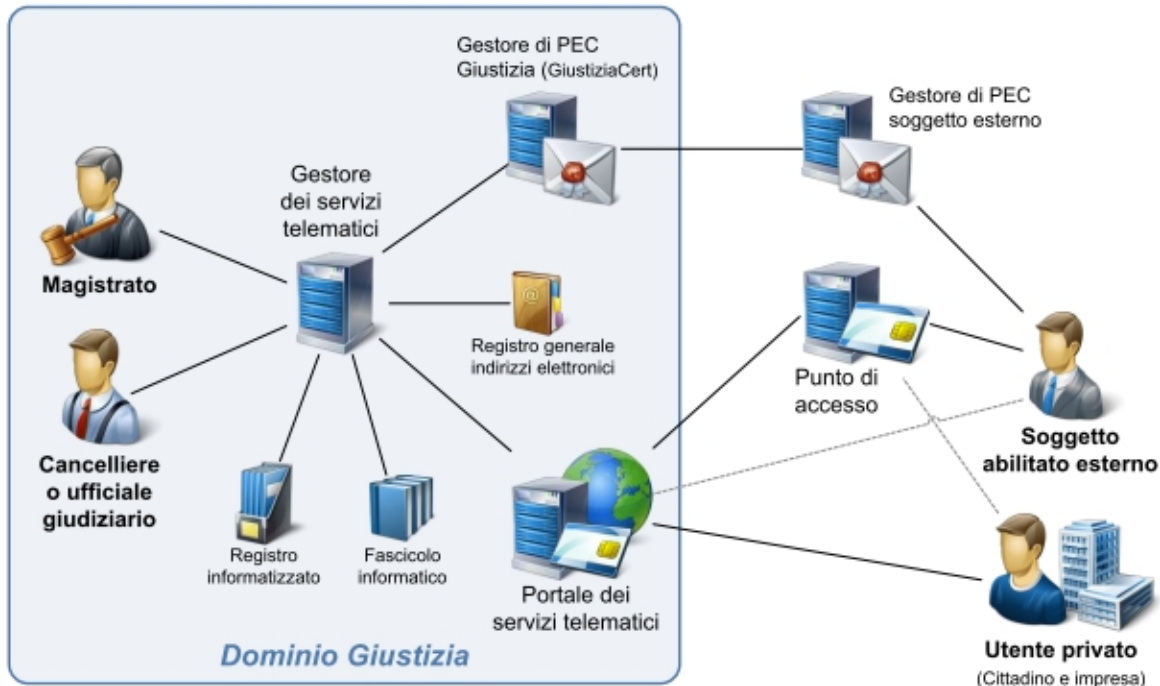 Gestore di PEC
Giustizia (GiustiziaCert)
Gestore di PEC
soggetto esterno
Gestore
dei servizi
telematici
Magistrato
@
Registro generale
indirizzi elettronici
Punto di
accesso
Cancelliere
o ufficiale
giudiziario
Soggetto
abilitato esterno
Registro
informatizzato
Fascicolo
informatico
Portale dei
servizi telematici
Utente privato
(Cittadino e impresa)
Dominio Giustizia